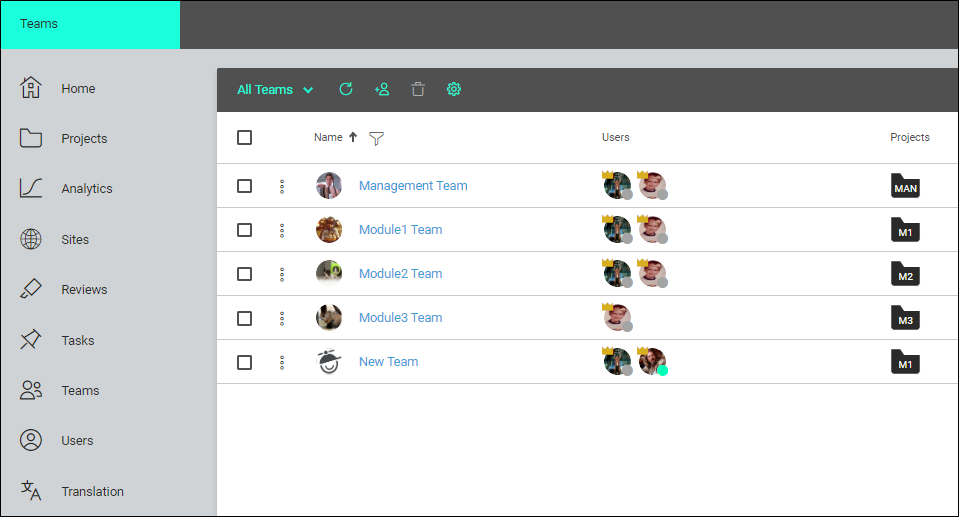 Teams
Home
Projects
Analytics
Sites
Reviews
Tasks
Teams
Users
Translation
All Teams
Name Users Projects
Management Team MAN
Module1 Team M1
Module2 Team M2
Module3 Team M3
New Team M1